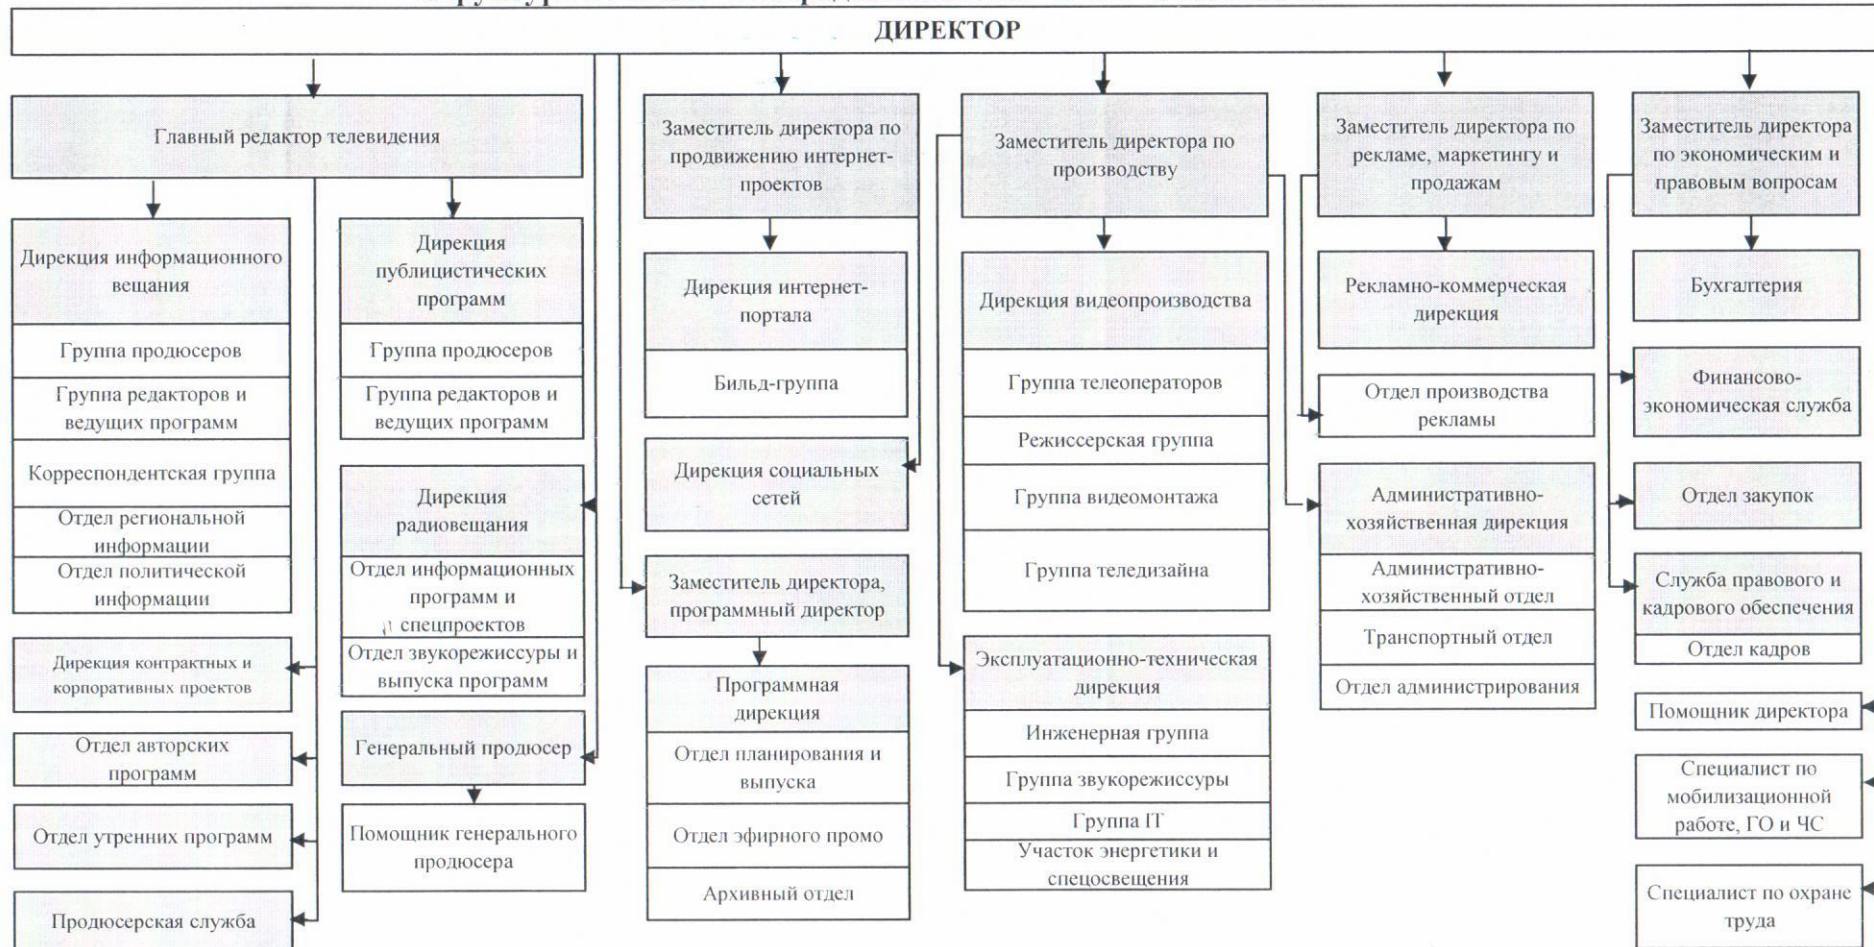 ДИРЕКТОР
Главный редактор телевидения
Дирекция информационного
вещания
Группа продюсеров
Группа редакторов и
ведущих программ
Корреспондентская группа
Отдел региональной
информации
Отдел политической
информации
Дирекция контрактных и
корпоративных проектов
Отдел авторских
программ
Отдел утренних программ
Продюсерская служба
Дирекция
публицистических
программ
Группа продюсеров
Группа редакторов и
ведущих программ
Дирекция
радиовещания
Отдел информационных
программ и
спецпроектов
Отдел звукорежиссуры и
выпуска программ
Генеральный продюсер
Помощник генерального
продюсера
Заместитель директора по
продвижению интернет-
проектов
Дирекция интернет-
портала
Бильд-группа
Дирекция социальных
сетей
Заместитель директора,
программный директор
Программная
дирекция
Отдел планирования и
выпуска
Отдел эфирного промо
Архивный отдел
Заместитель директора по
производству
Дирекция видеопроизводства
Группа телеоператоров
Режиссерская группа
Группа видеомонтажа
Группа теледизайна
Эксплуатационно-техническая
дирекция
Инженерная группа
Группа звукорежиссуры
Группа IT
Участок энергетики и
спецосвещения
Заместитель директора по
рекламе, маркетингу и
продажам
Рекламно-коммерческая
дирекция
Отдел производства
рекламы
Административно-
хозяйственная дирекция
Административно-
хозяйственный отдел
Транспортный отдел
Отдел администрирования
Заместитель директора
по экономическим и
правовым вопросам
Бухгалтерия
Финансово-
экономическая служба
Отдел закупок
Служба правового и
кадрового обеспечения
Отдел кадров
Помощник директора
Специалист по
мобилизационной
работе, ГО и ЧС
Специалист по охране
труда